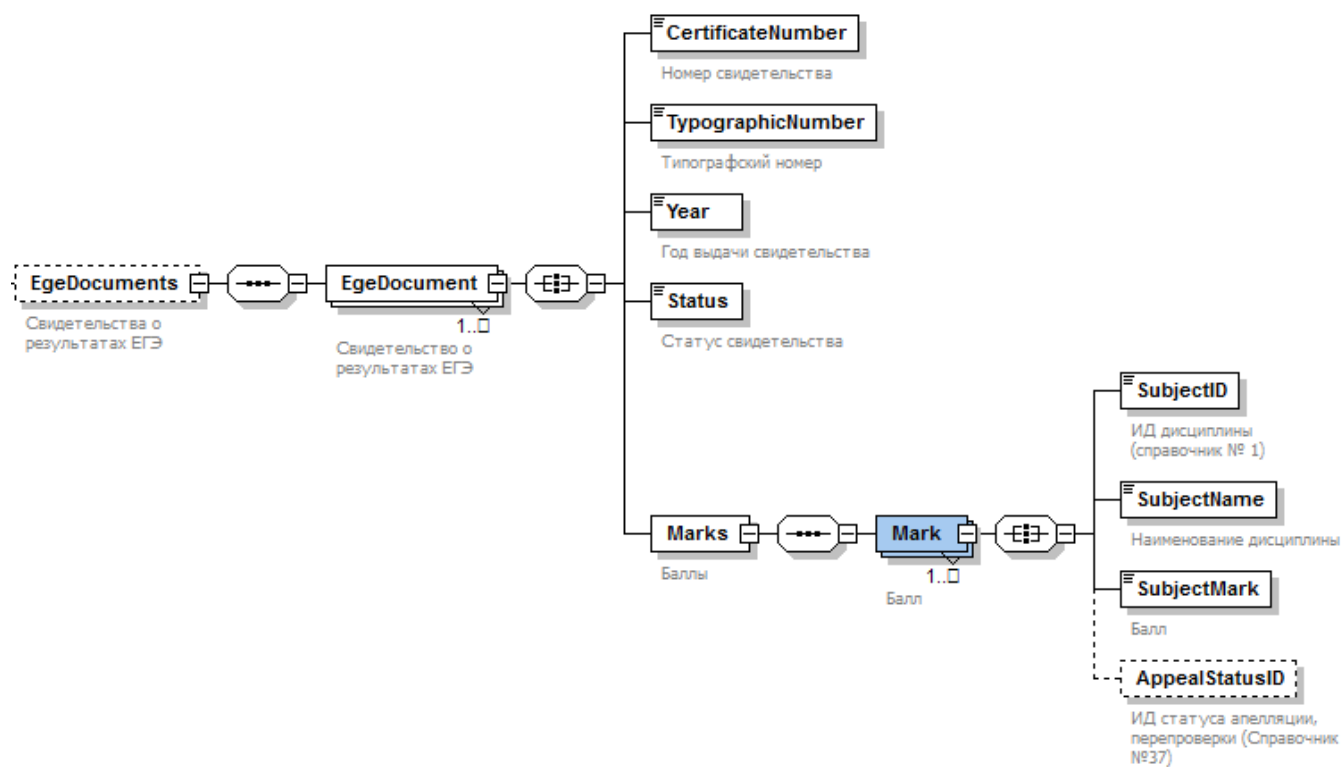 CertificateNumber
Номер свидетельства
TypographicNumber
Типографский номер
Year
Год выдачи свидетельства
EgeDocuments
Свидетельства о
результатах ЕГЭ
EgeDocument
1..□
Свидетельство о
результатах ЕГЭ
Status
Статус свидетельства
Marks
Баллы
Mark
1..□
Балл
SubjectID
ИД дисциплины
(справочник № 1)
SubjectName
Наименование дисциплины
SubjectMark
Балл
AppealStatusID
ИД статуса апелляции,
перепроверки (Справочник
№37)